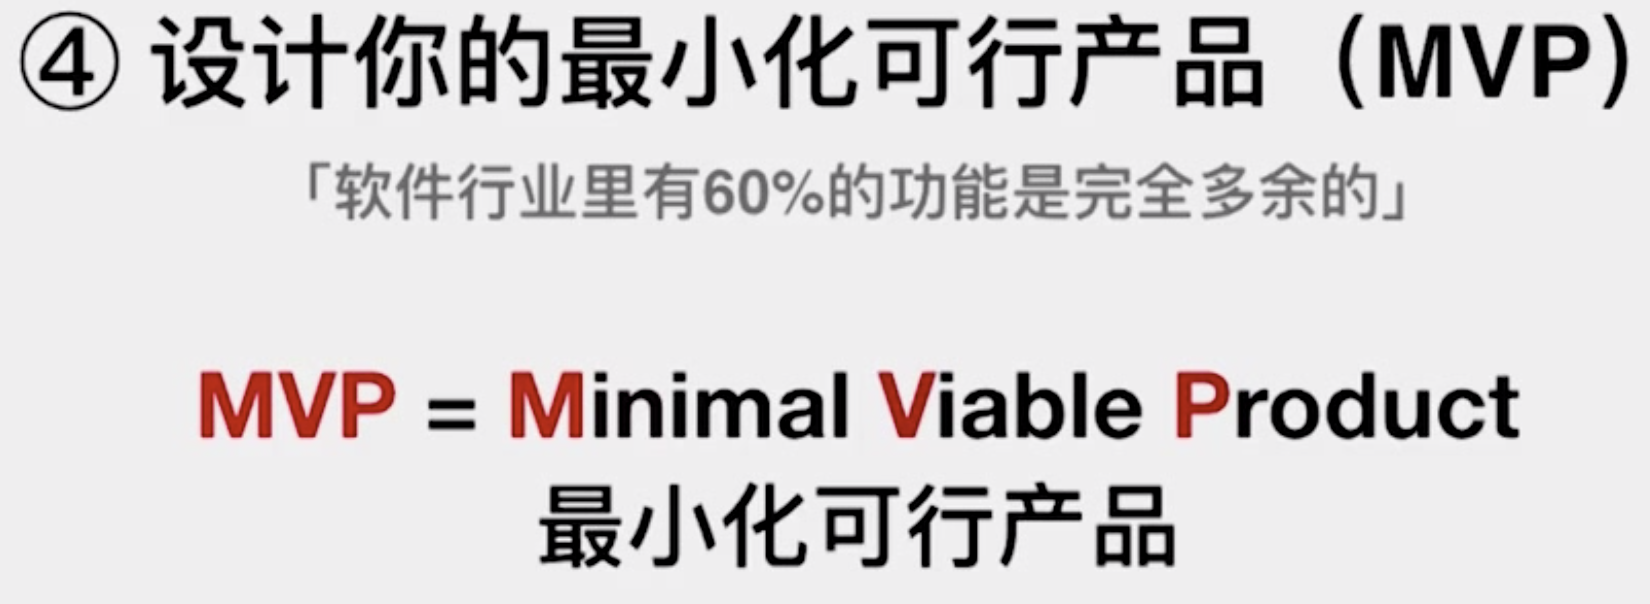 ④ 设计你的最小化可行产品（MVP）
「软件行业里有60%的功能是完全多余的」
MVP = Minimal Viable Product
最小化可行产品